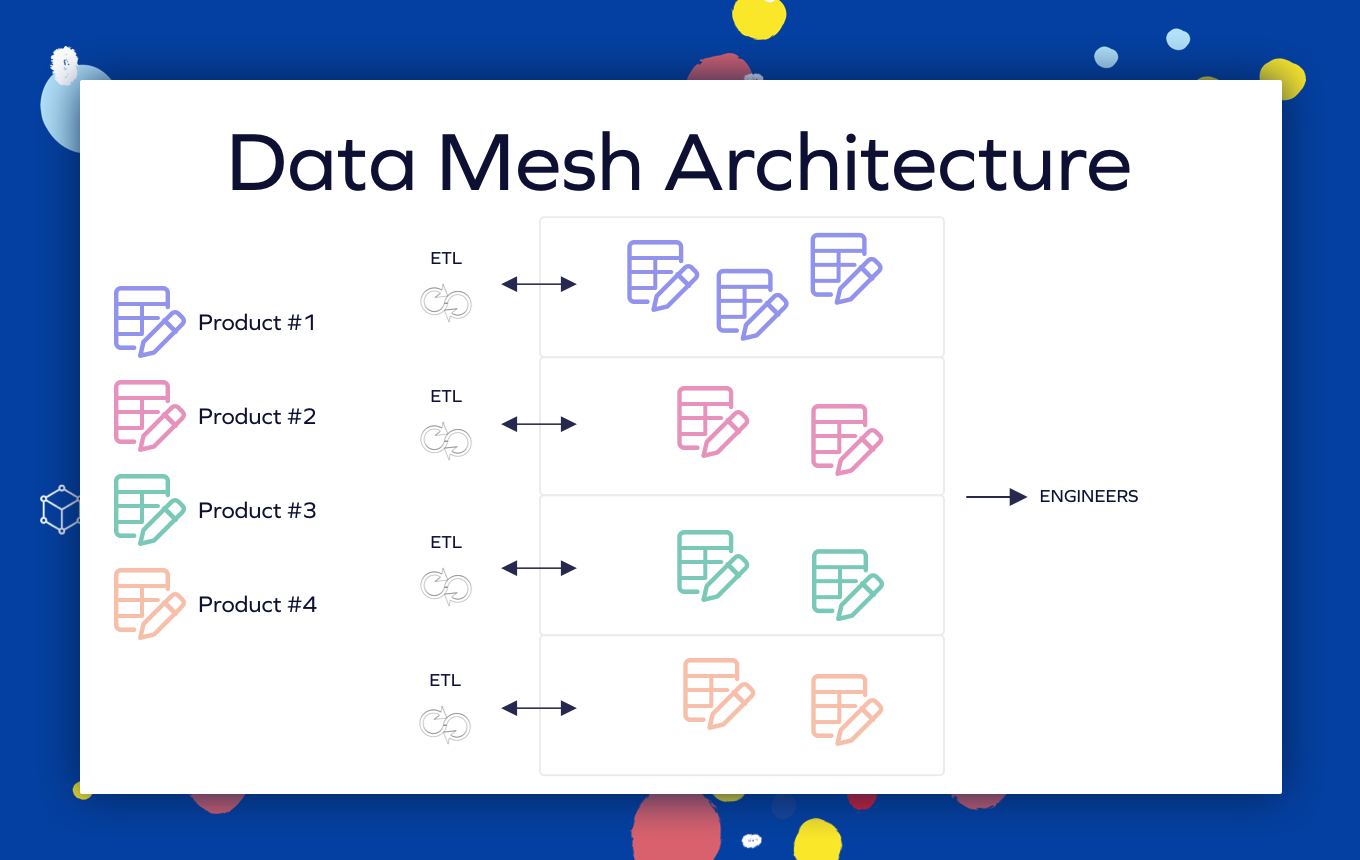 Data Mesh Architecture
Product #1
Product #2
Product #3
Product #4
ETL
ETL
ETL
ETL
ENGINEERS